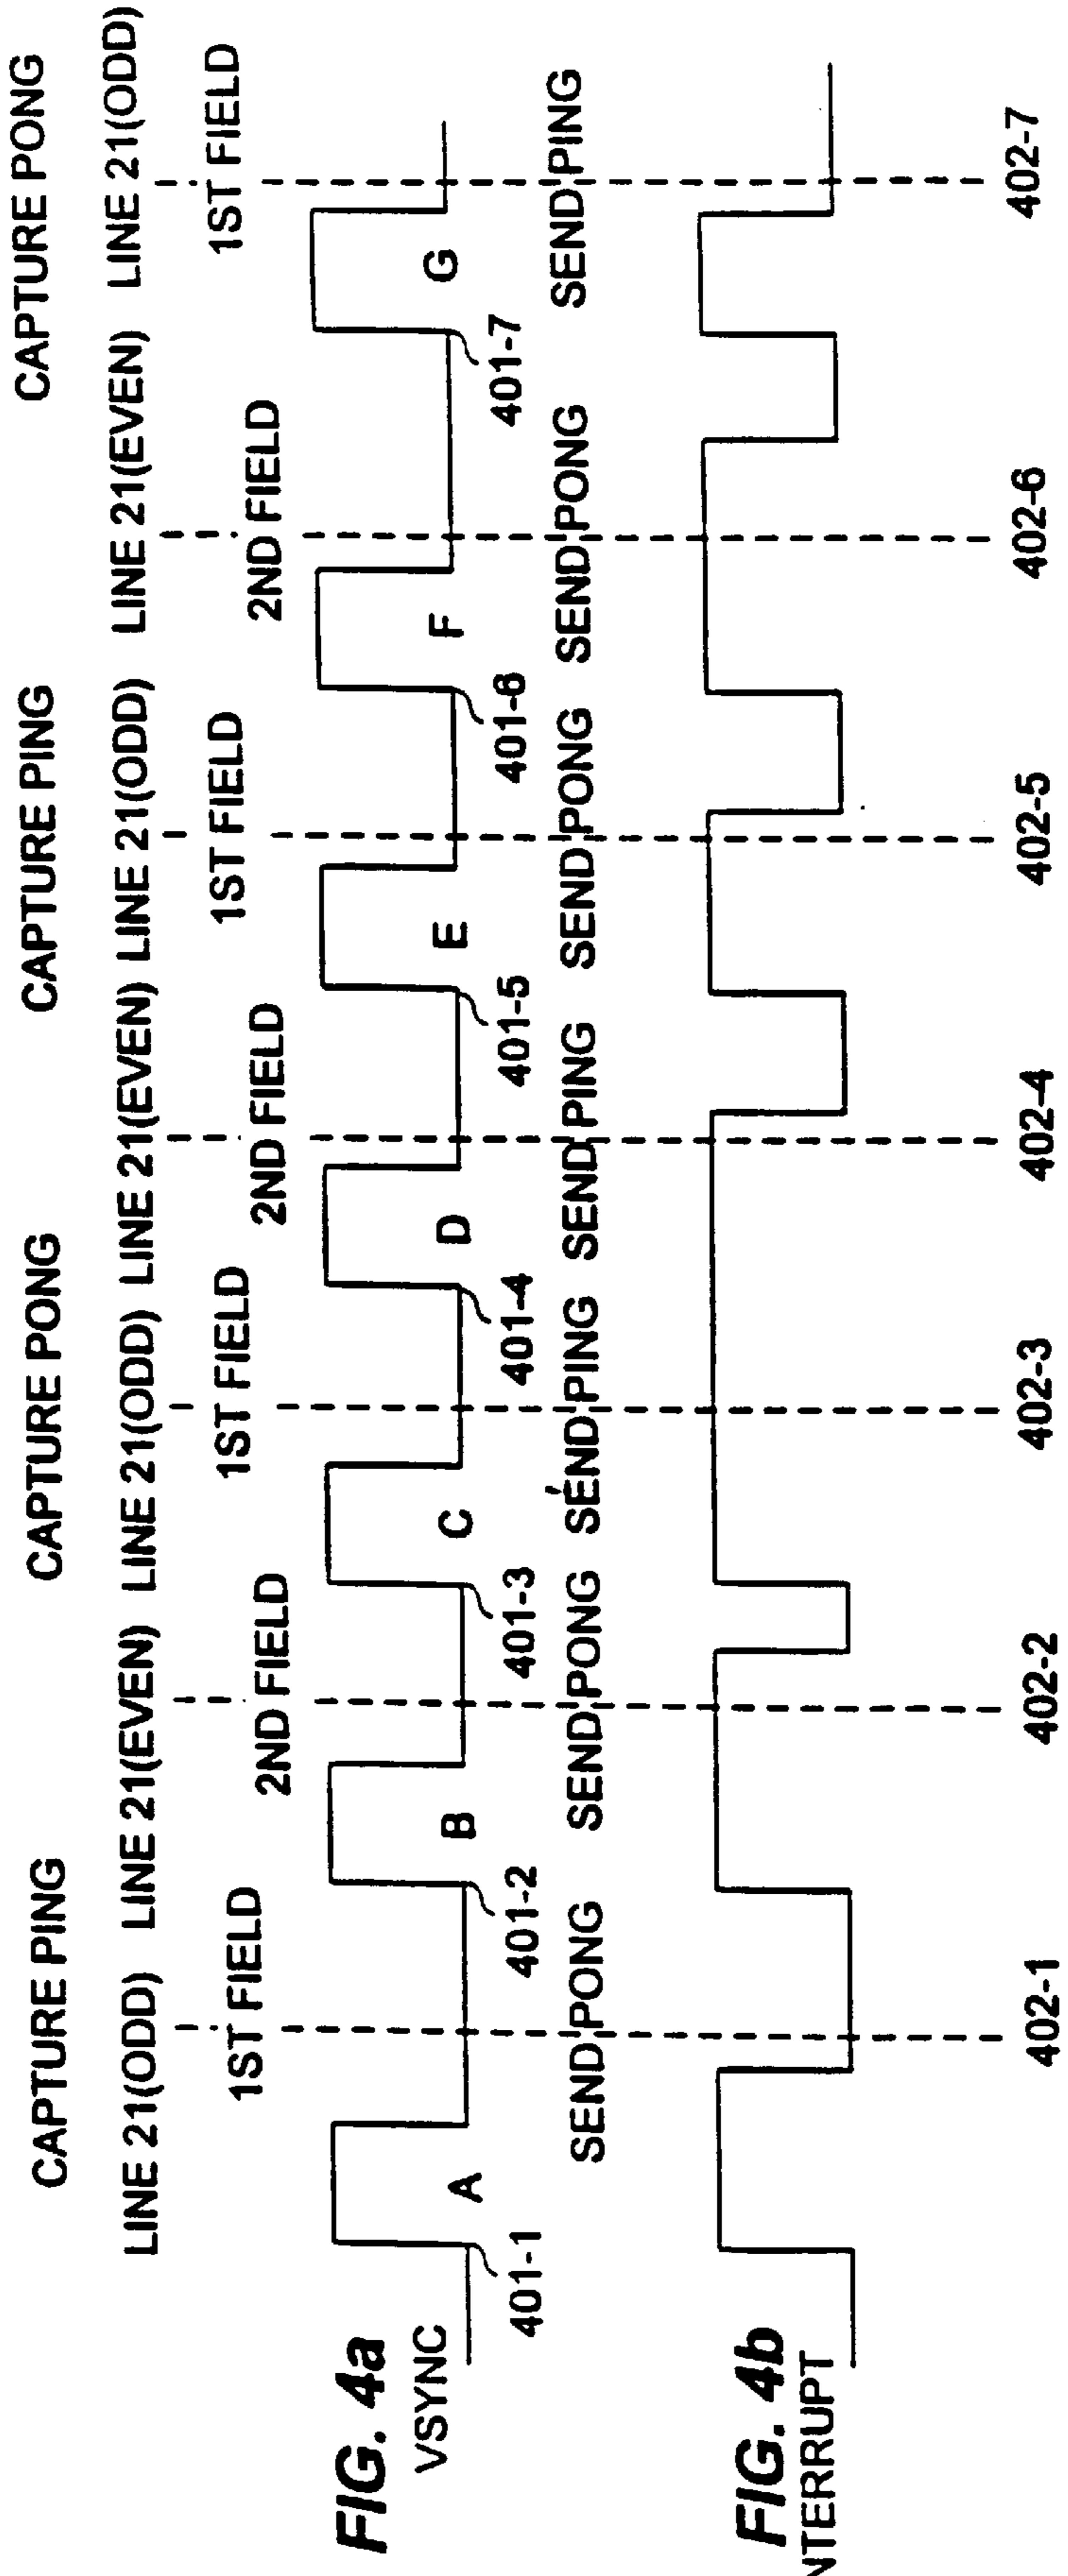 CAPTURE PING CAPTURE PONG CAPTURE PING CAPTURE PONG
LINE 21(ODD) LINE 21(EVEN) LINE 21(ODD) LINE 21(EVEN) LINE 21(ODD) LINE 21(EVEN) LINE 21(ODD)
1ST FIELD 2ND FIELD 1ST FIELD 2ND FIELD 1ST FIELD 2ND FIELD 1ST FIELD
FIG. 4a
VSYNC
A B C D E F G
401-1 401-2 401-3 401-4 401-5 401-6 401-7
SEND PONG SEND PONG SEND PING SEND PING SEND PONG SEND PONG SEND PING
FIG. 4b
NTERRUPT
402-1 402-2 402-3 402-4 402-5 402-6 402-7